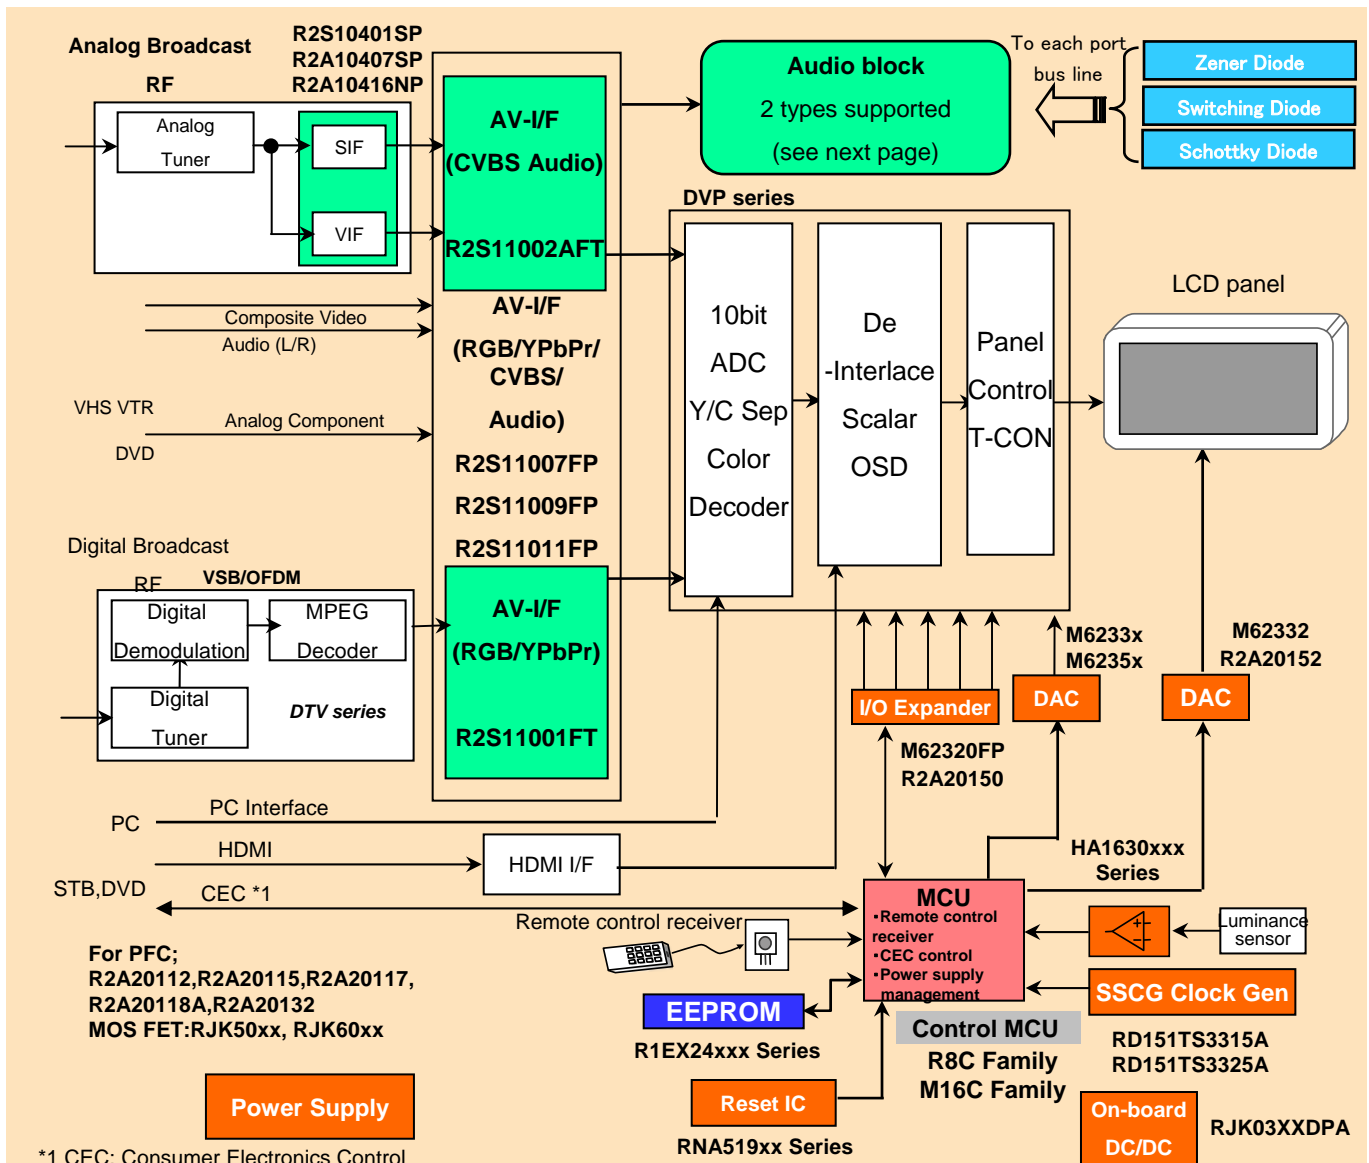 Analog Broadcast
RF
R2S10401SP
R2A10407SP
R2A10416NP
Analog
Tuner
SIF
VIF
AV-I/F
(CVBS Audio)
R2S11002AFT
Audio block
2 types supported
(see next page)
To each port
bus line
Zener Diode
Switching Diode
Schottky Diode
DVP series
Composite Video
Audio (L/R)
VHS VTR
DVD
Analog Component
AV-I/F
(RGB/YPbPr/
CVBS/
Audio)
R2S11007FP
R2S11009FP
R2S11011FP
10bit
ADC
Y/C Sep
Color
Decoder
De
-Interlace
Scalar
OSD
Panel
Control
T-CON
LCD panel
Digital Broadcast
RF
VSB/OFDM
Digital
Demodulation
MPEG
Decoder
Digital
Tuner
DTV series
AV-I/F
(RGB/YPbPr)
R2S11001FT
M6233x
M6235x
M62332
R2A20152
I/O Expander
DAC
DAC
M62320FP
R2A20150
PC
PC Interface
HDMI
HDMI I/F
STB,DVD
CEC *1
HA1630xxx
Series
Remote control receiver
MCU
・Remote control
receiver
・CEC control
・Power supply
management
Luminance
sensor
For PFC;
R2A20112,R2A20115,R2A20117,
R2A20118A,R2A20132
MOS FET:RJK50xx, RJK60xx
EEPROM
R1EX24xxx Series
SSCG Clock Gen
RD151TS3315A
RD151TS3325A
Control MCU
R8C Family
M16C Family
Power Supply
Reset IC
RNA519xx Series
On-board
DC/DC
RJK03XXDPA
*1 CEC: Consumer Electronics Control